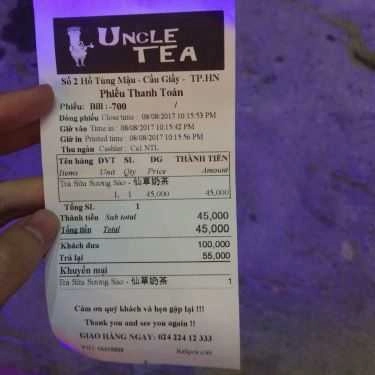 UNCLE
TEA
Số 2 Hồ Tùng Mậu - Cầu Giấy - TP.HN
Phiếu Thanh Toán
Phiếu: Bill :-700 /
Đóng phiếu Close time : 08/08/2017 10:15:53 PM
Giờ vào Time in : 08/08/2017 10:15:42 PM
Giờ in Printed time : 08/08/2017 10:15:56 PM
Thu ngân Cashier : Ca1 NTL
Tên hàng ĐVT SL ĐG THÀNH TIỀN
Items Unit Qty Price Amount
Trà Sữa Sương Sáo - 仙草奶茶
L 1 45,000 45,000
Tổng SL 1
Thành tiền Sub total 45,000
Tổng tiền Total 45,000
Khách đưa 100,000
Trả lại 55,000
Khuyến mại
Trà Sữa Sương Sáo - 仙草奶茶 1
Cảm ơn quý khách và hẹn gặp lại !!!
Thank you and see you again !!
GIAO HÀNG NGAY: 024 224 12 333